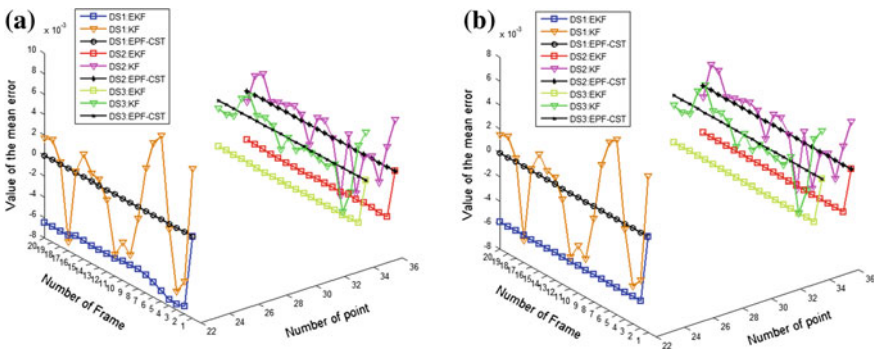 (a)
x 10⁻³
DS1:EKF
DS1:KF
DS1:EPF-CST
DS2:EKF
DS2:KF
DS2:EPF-CST
DS3:EKF
DS3:KF
DS3:EPF-CST
Value of the mean error
10
8
6
4
2
0
-2
-4
-6
-8
20 19 18 17 16 15 14 13 12 11 10 9 8 7 6 5 4 3 2 1
Number of Frame
22 24 26 28 30 32 34 36
Number of point
(b)
x 10⁻³
DS1:EKF
DS1:KF
DS1:EPF-CST
DS2:EKF
DS2:KF
DS2:EPF-CST
DS3:EKF
DS3:KF
DS3:EPF-CST
Value of the mean error
8
6
4
2
0
-2
-4
-6
-8
20 19 18 17 16 15 14 13 12 11 10 9 8 7 6 5 4 3 2 1
Number of Frame
22 24 26 28 30 32 34 36
Number of point